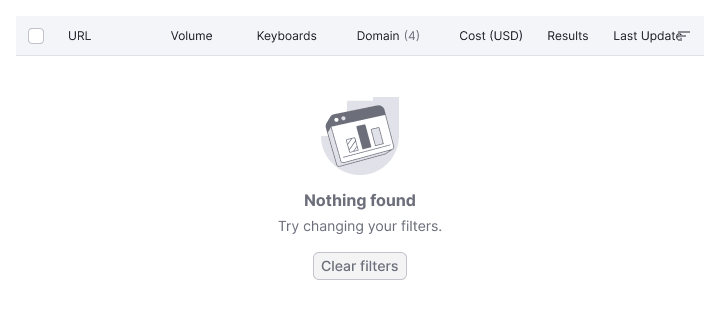 URL Volume Keyboards Domain (4) Cost (USD) Results Last Update
Nothing found
Try changing your filters.
Clear filters